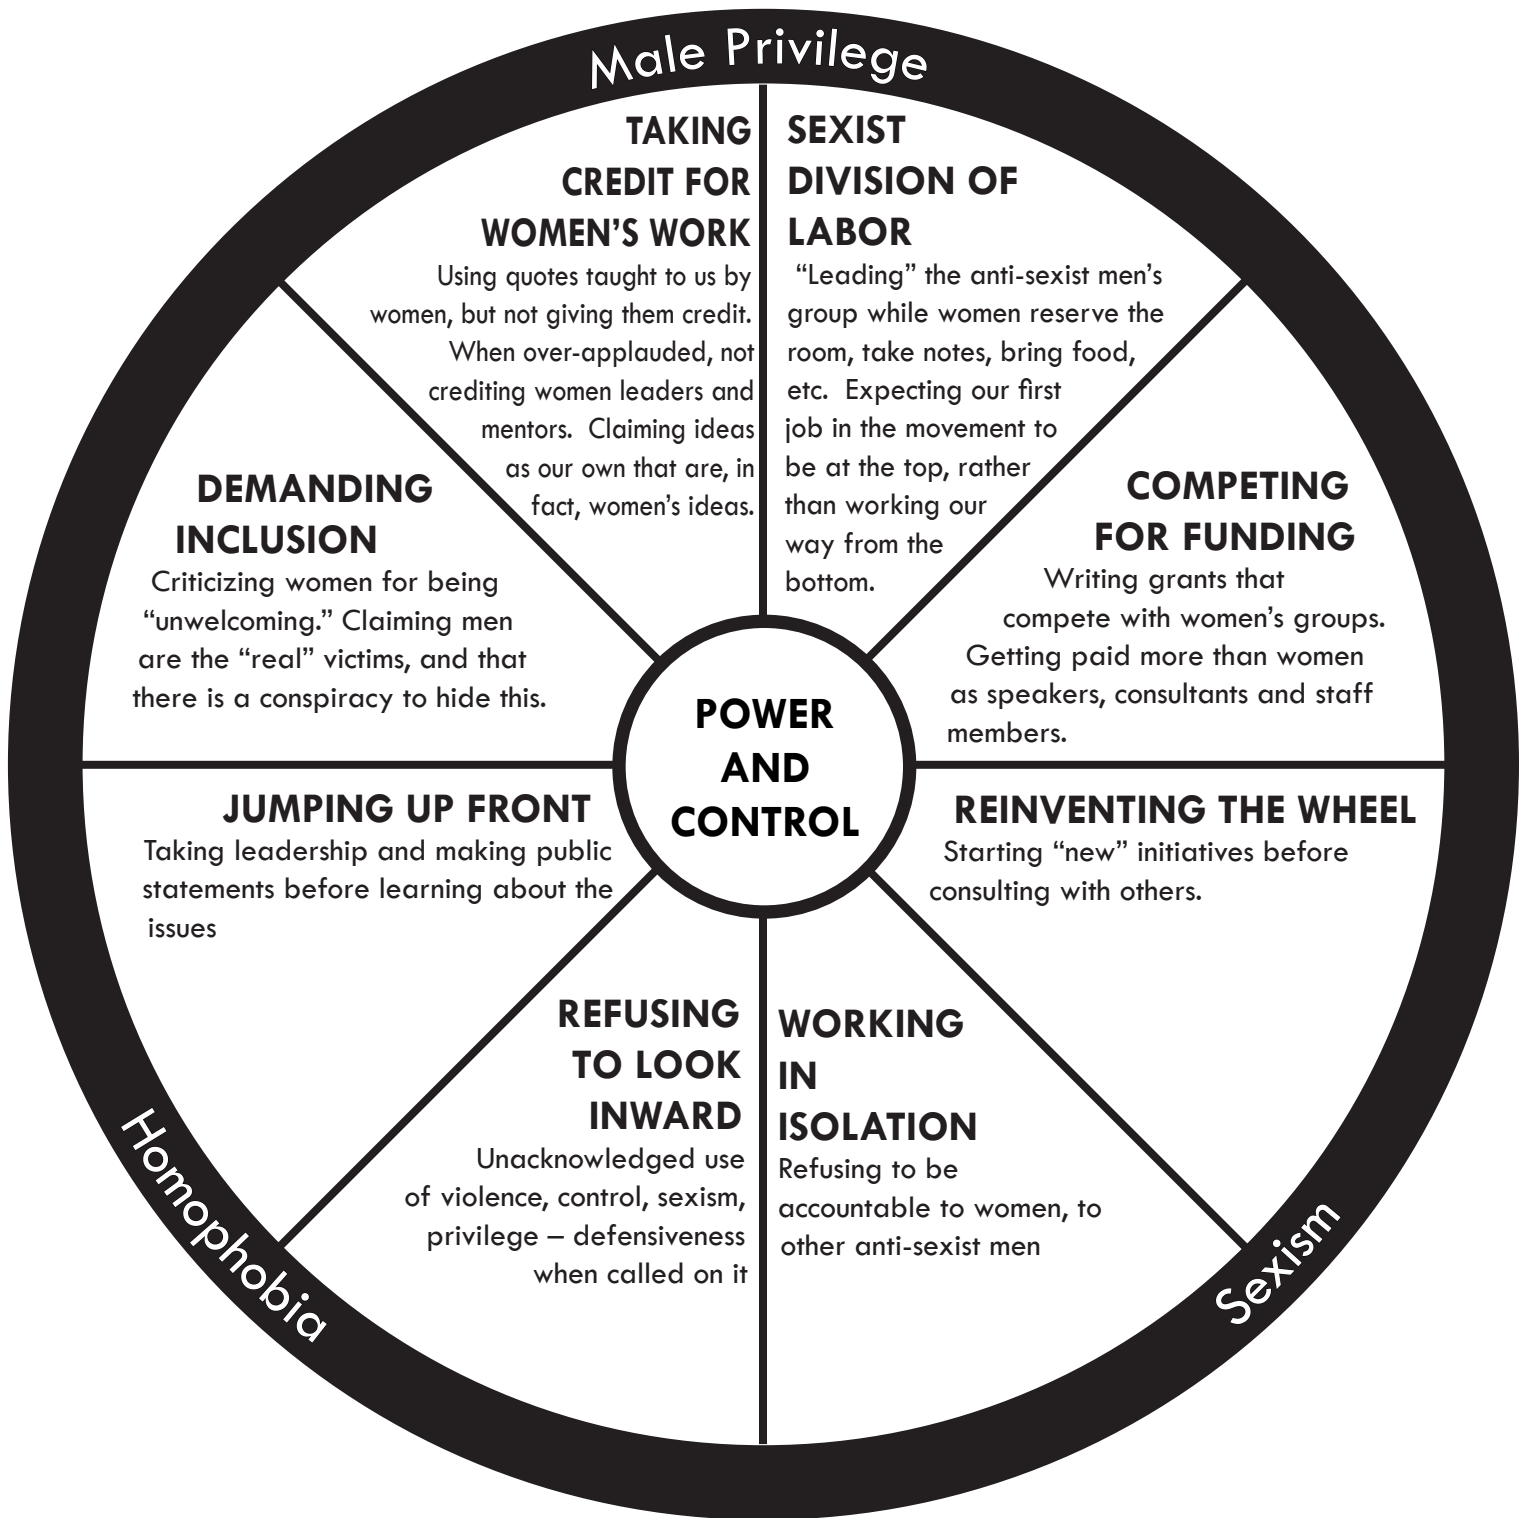 Male Privilege
TAKING
CREDIT FOR
WOMEN’S WORK
Using quotes taught to us by
women, but not giving them credit.
When over-applauded, not
crediting women leaders and
mentors.  Claiming ideas
as our own that are, in
fact, women’s ideas.
SEXIST
DIVISION OF
LABOR
“Leading” the anti-sexist men’s
group while women reserve the
room, take notes, bring food,
etc.  Expecting our first
job in the movement to
be at the top, rather
than working our
way from the
bottom.
DEMANDING
INCLUSION
Criticizing women for being
“unwelcoming.” Claiming men
are the “real” victims, and that
there is a conspiracy to hide this.
COMPETING
FOR FUNDING
Writing grants that
compete with women’s groups.
Getting paid more than women
as speakers, consultants and staff
members.
POWER
AND
CONTROL
JUMPING UP FRONT
Taking leadership and making public
statements before learning about the
issues
REINVENTING THE WHEEL
Starting “new” initiatives before
consulting with others.
REFUSING
TO LOOK
INWARD
Unacknowledged use
of violence, control, sexism,
privilege – defensiveness
when called on it
WORKING
IN
ISOLATION
Refusing to be
accountable to women, to
other anti-sexist men
Homophobia
Sexism